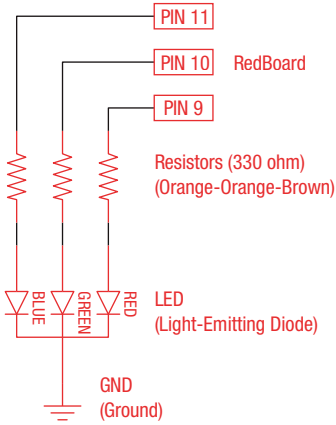 PIN 11
PIN 10 RedBoard
PIN 9
Resistors (330 ohm)
(Orange-Orange-Brown)
BLUE
GREEN
RED
LED
(Light-Emitting Diode)
GND
(Ground)